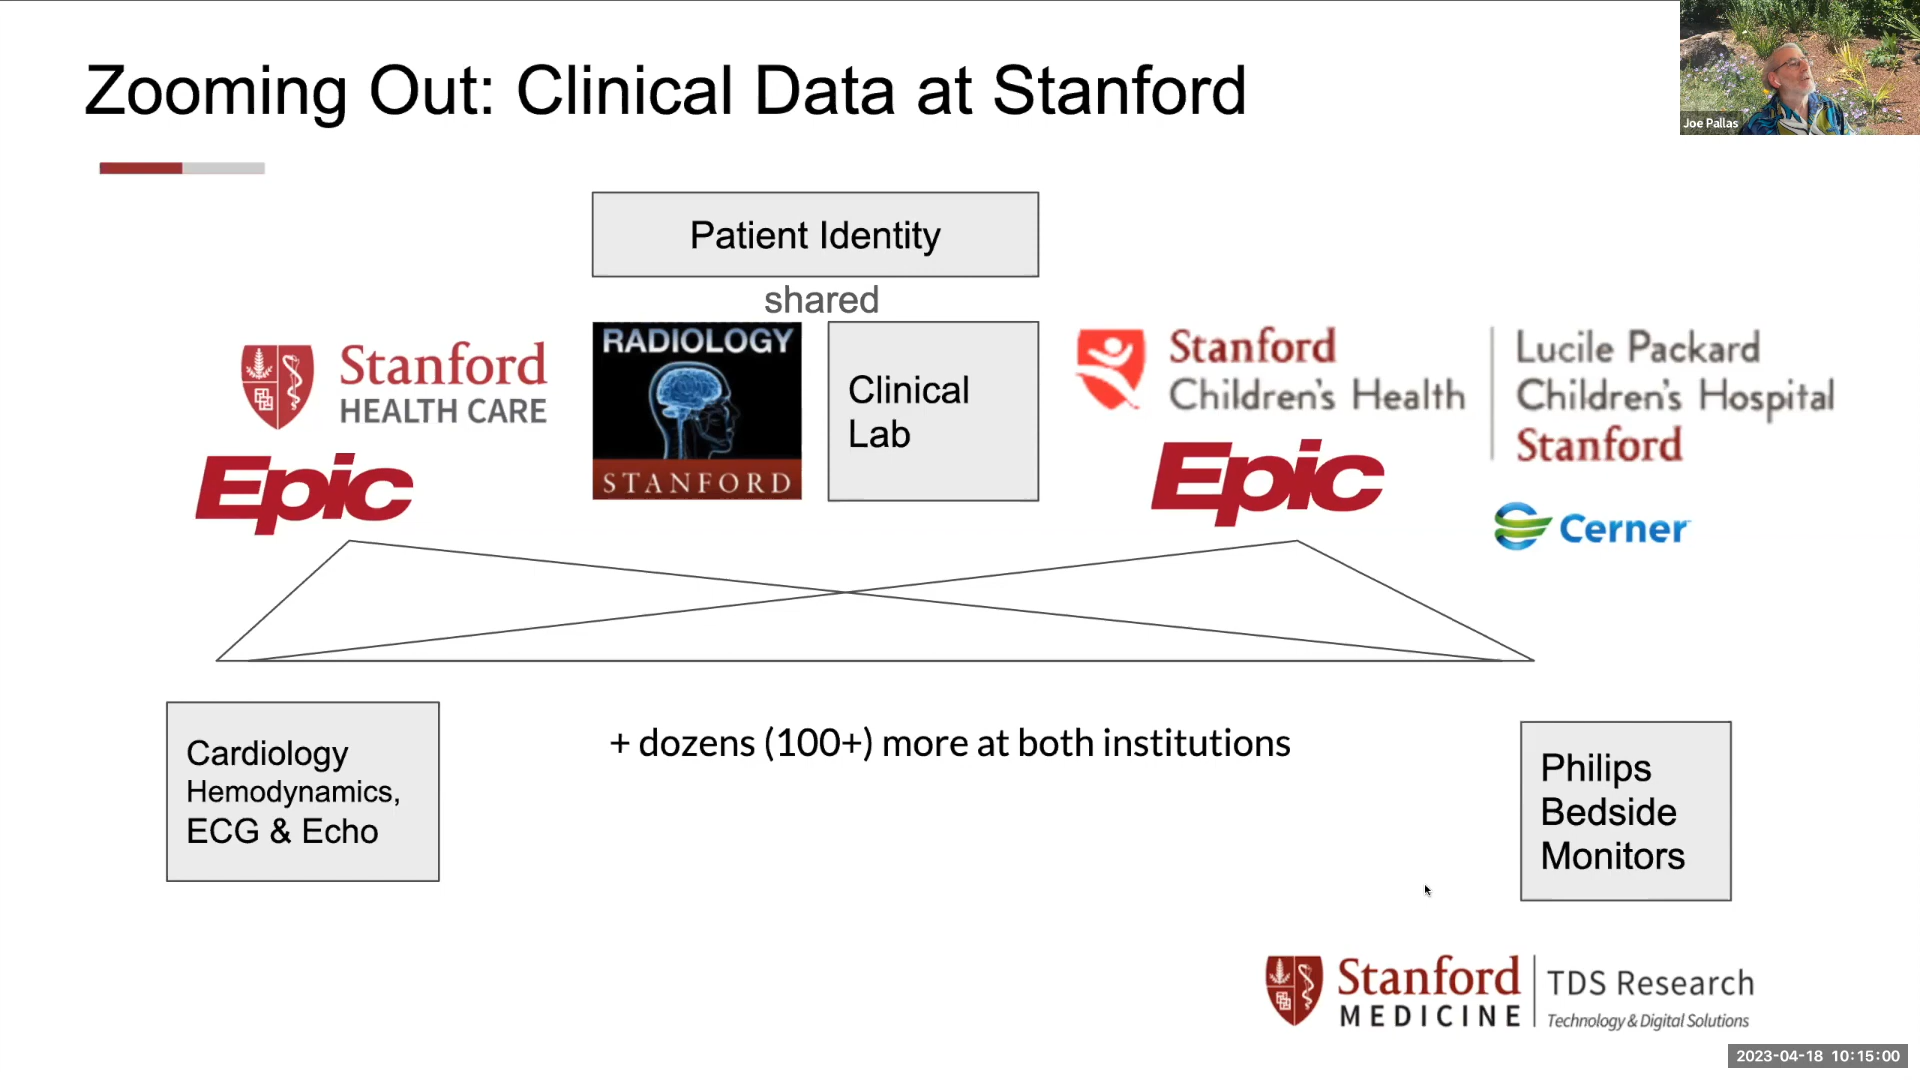 Zooming Out: Clinical Data at Stanford
Joe Pallas
Patient Identity
shared
Stanford
HEALTH CARE
Epic
RADIOLOGY
STANFORD
Clinical
Lab
Stanford
Children's Health
Lucile Packard
Children's Hospital
Stanford
Epic
Cerner
Cardiology
Hemodynamics,
ECG & Echo
+ dozens (100+) more at both institutions
Philips
Bedside
Monitors
Stanford
MEDICINE
TDS Research
Technology & Digital Solutions
2023-04-18 10:15:00